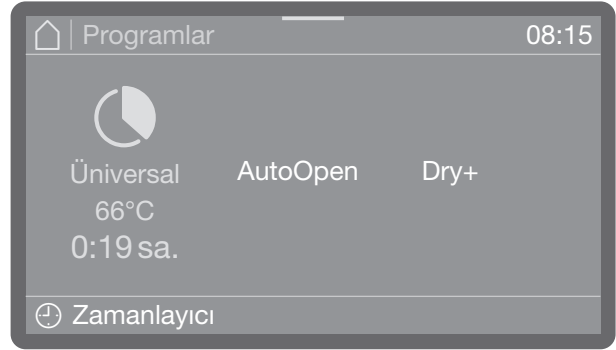 Programlar 08:15
Üniversal AutoOpen Dry+
66°C
0:19 sa.
Zamanlayıcı